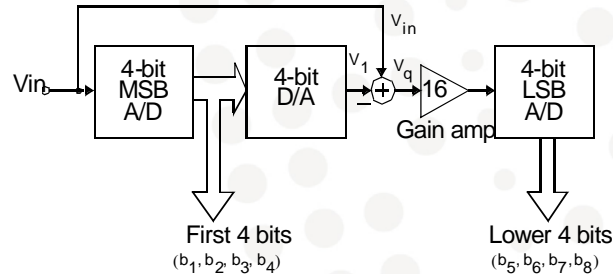 V_in
Vin
4-bit
MSB
A/D
4-bit
D/A
V_1
V_q
−
+
16
Gain amp
4-bit
LSB
A/D
First 4 bits
(b_1, b_2, b_3, b_4)
Lower 4 bits
(b_5, b_6, b_7, b_8)